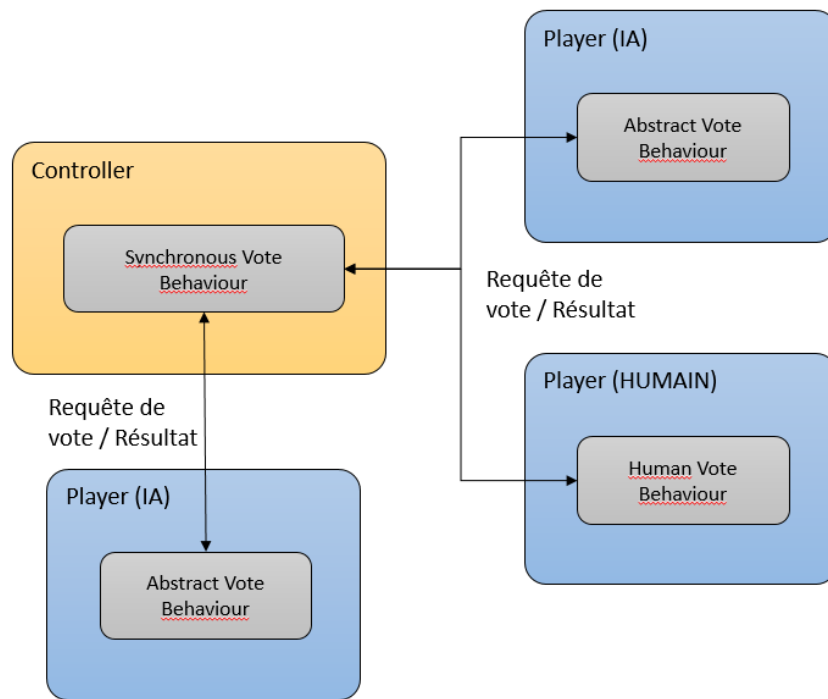 Player (IA)
Abstract Vote
Behaviour
Controller
Synchronous Vote
Behaviour
Requête de
vote / Résultat
Player (HUMAIN)
Human Vote
Behaviour
Requête de
vote / Résultat
Player (IA)
Abstract Vote
Behaviour